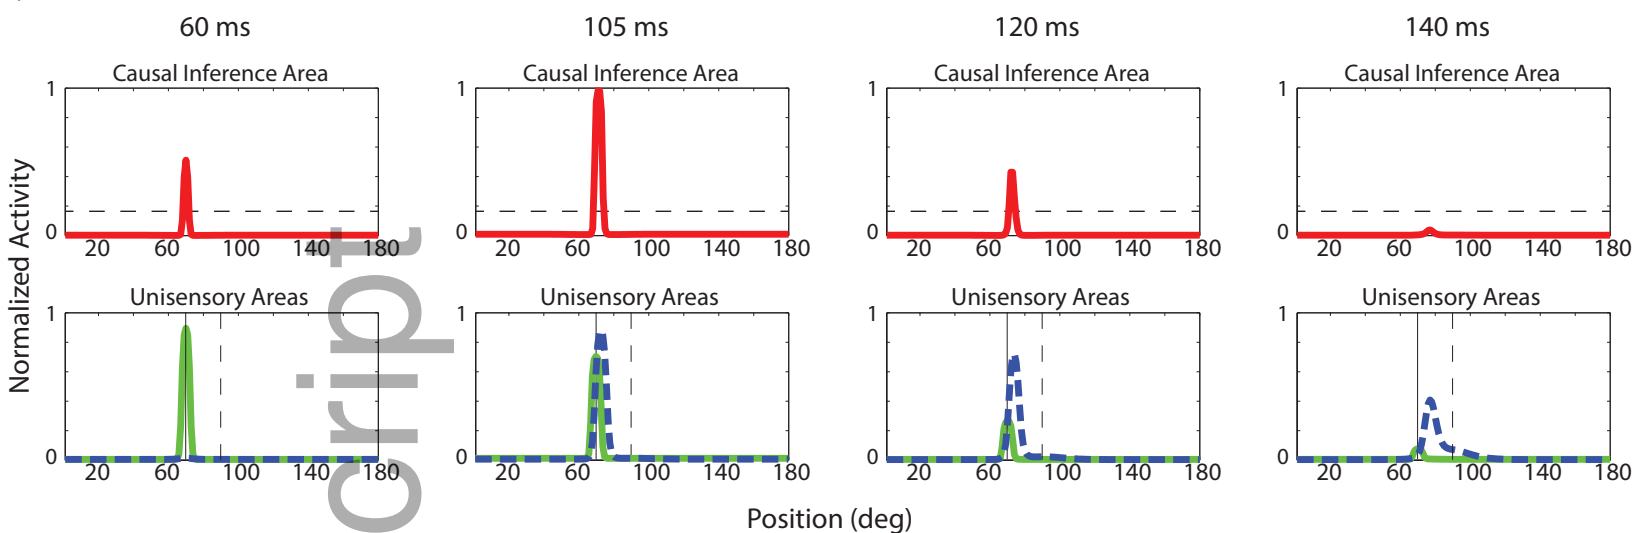 60 ms 105 ms 120 ms 140 ms
Causal Inference Area Causal Inference Area Causal Inference Area Causal Inference Area
1 1 1 1
0 0 0 0
20 60 100 140 180 20 60 100 140 180 20 60 100 140 180 20 60 100 140 180
Normalized Activity
Unisensory Areas Unisensory Areas Unisensory Areas Unisensory Areas
1 1 1 1
0 0 0 0
20 60 100 140 180 20 60 100 140 180 20 60 100 140 180 20 60 100 140 180
Position (deg)
cript